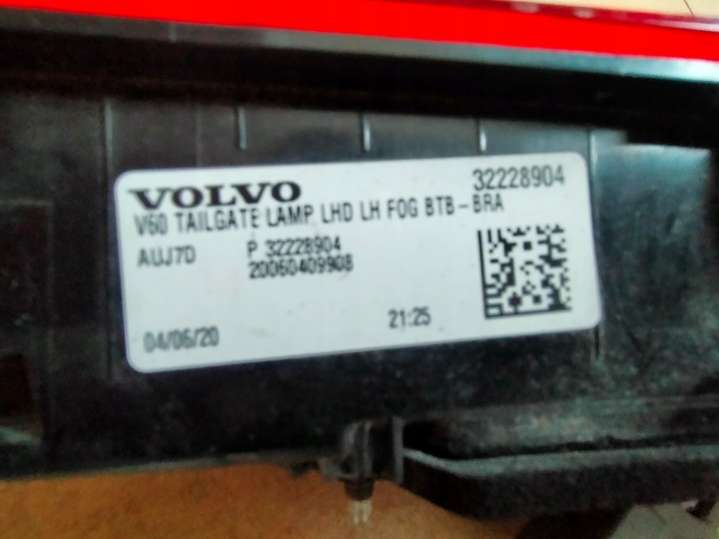 VOLVO 32228904
V60 TAILGATE LAMP LHD LH FOG BTB-BRA
AUJ7D P 32228904
20060409908
04/06/20 21:25